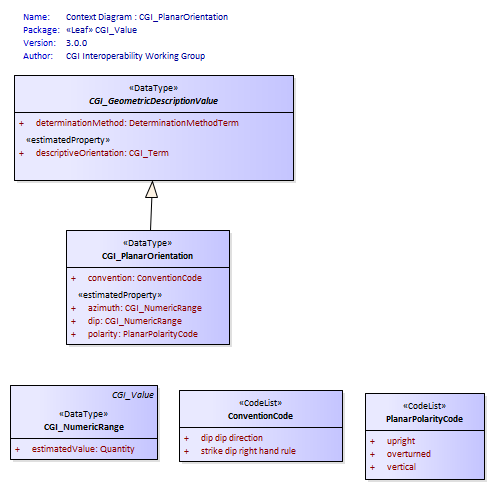 Name: Context Diagram : CGI_PlanarOrientation
Package: «Leaf» CGI_Value
Version: 3.0.0
Author: CGI Interoperability Working Group
«DataType»
CGI_GeometricDescriptionValue
+ determinationMethod: DeterminationMethodTerm
«estimatedProperty»
+ descriptiveOrientation: CGI_Term
«DataType»
CGI_PlanarOrientation
+ convention: ConventionCode
«estimatedProperty»
+ azimuth: CGI_NumericRange
+ dip: CGI_NumericRange
+ polarity: PlanarPolarityCode
CGI_Value
«DataType»
CGI_NumericRange
+ estimatedValue: Quantity
«CodeList»
ConventionCode
+ dip dip direction
+ strike dip right hand rule
«CodeList»
PlanarPolarityCode
+ upright
+ overturned
+ vertical